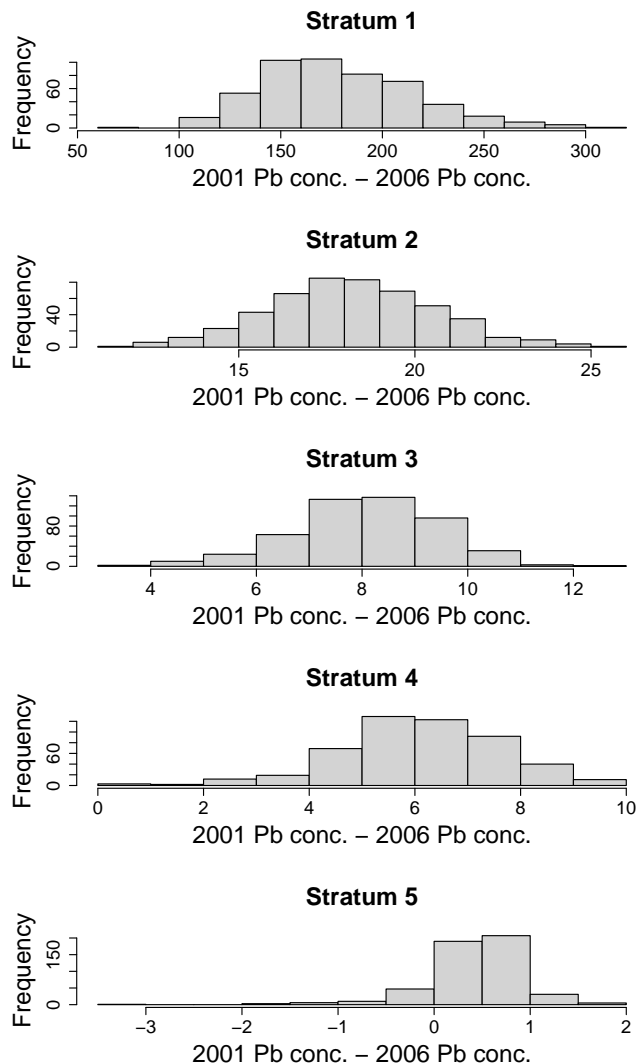 Stratum 1
Frequency
0 60
50 100 150 200 250 300
2001 Pb conc. − 2006 Pb conc.
Stratum 2
Frequency
0 40
15 20 25
2001 Pb conc. − 2006 Pb conc.
Stratum 3
Frequency
0 80
4 6 8 10 12
2001 Pb conc. − 2006 Pb conc.
Stratum 4
Frequency
0 60
0 2 4 6 8 10
2001 Pb conc. − 2006 Pb conc.
Stratum 5
Frequency
0 150
−3 −2 −1 0 1 2
2001 Pb conc. − 2006 Pb conc.